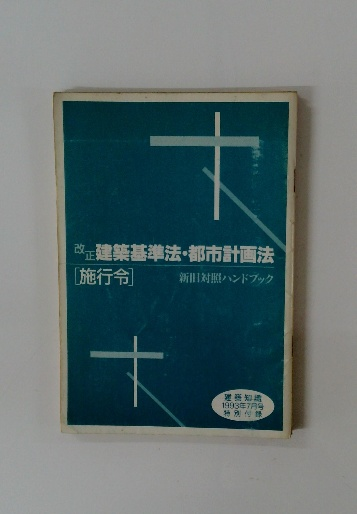 改正建築基準法・都市計画法
[施行令]
新旧対照ハンドブック
建築知識
1993年7月号
特別付録